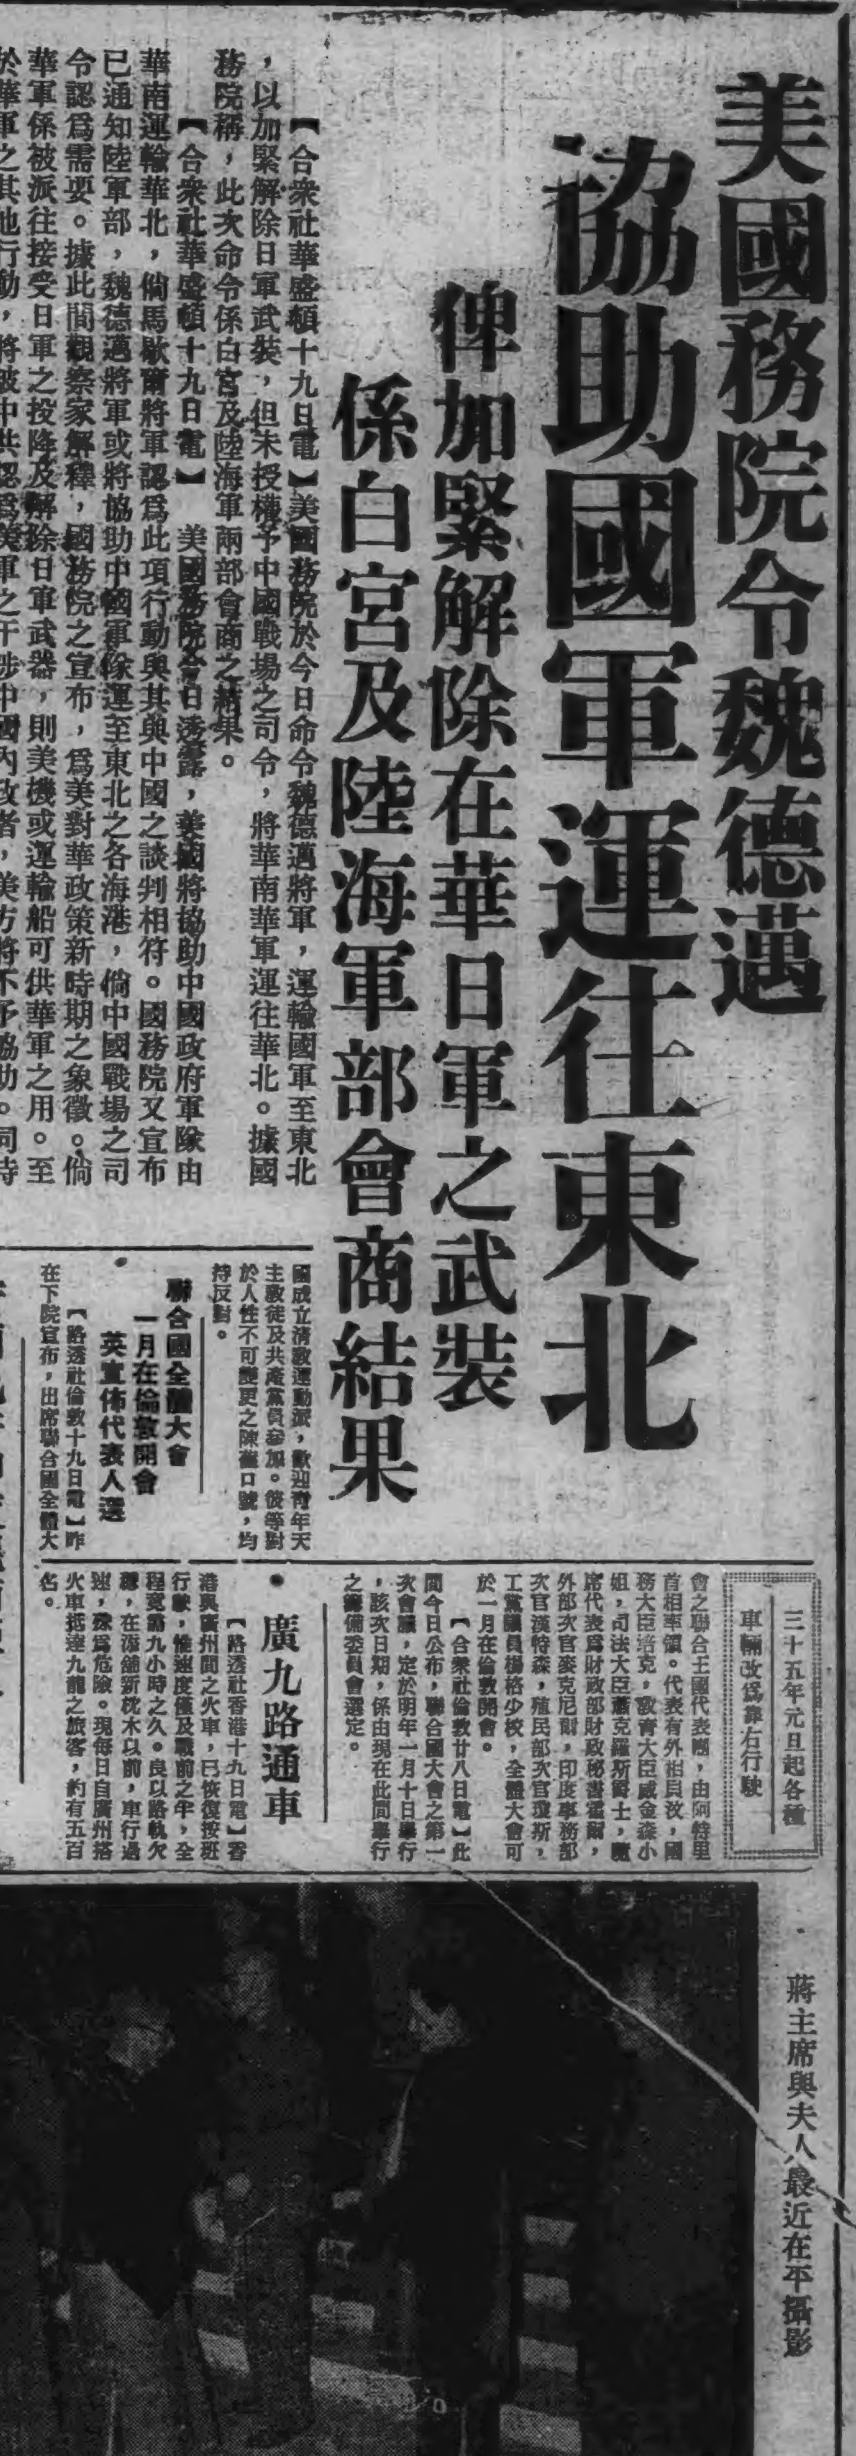 美國務院令魏德邁
協助國軍運往東北
俾加緊解除在華日軍之武裝
係白宮及陸海軍部會商結果
【合衆社華盛頓十九日電】美國務院於今日命令魏德邁將軍，運輸國軍至東北
，以加緊解除日軍武裝，但未授權予中國戰場之司令，將華南華軍運往華北。據國
務院稱，此次命令係白宮及陸海軍兩部會商之結果。
【合衆社華盛頓十九日電】　美國務院今日透露，美國將協助中國政府軍隊由
華南運輸華北，倘馬歇爾將軍認爲此項行動與其與中國之談判相符。國務院又宣布
已通知陸軍部，魏德邁將軍或將協助中國軍隊運至東北之各海港，倘中國戰場之司
令認爲需要。據此間觀察家解釋，國務院之宣布，爲美對華政策新時期之象徵。倘
華軍係被派往接受日軍之投降及解除日軍武器，則美機或運輸船可供華軍之用。至
於華軍之其他行動，將被中共認爲美軍之干涉中國內政者，美方將不予協助。同時
國成立清敎運動派，歡迎青年天
主敎徒及共產黨員參加。彼等對
於人性不可變更之陳舊口號，均
持反對。
聯合國全體大會
一月在倫敦開會
英宣佈代表人選
【路透社倫敦十九日電】昨
在下院宣布，出席聯合國全體大
三十五年元旦起各種
車輛改爲靠右行駛
會之聯合王國代表團，由阿特里
首相率領。代表有外相貝汶，國
務大臣諾克，敎育大臣威金森小
姐，司法大臣蕭克羅斯爵士，隨
席代表爲財政部財政秘書霍爾，
外部次官麥克尼爾，印度事務部
次官漢特森，殖民部次官瓊斯，
工黨議員楊格少校，全體大會可
於一月在倫敦開會。
【合衆社倫敦廿八日電】此
間今日公布，聯合國大會之第一
次會議，定於明年一月十日舉行
，該次日期，係由現在此間舉行
之籌備委員會選定。
廣九路通車
【路透社香港十九日電】香
港與廣州間之火車，已恢復按班
行駛，惟速度僅及戰前之半，全
程竟需九小時之久。良以路軌欠
穩，在添舖新枕木以前，車行過
速，殊爲危險。現每日自廣州搭
火車抵達九龍之旅客，約有五百
名。
蔣主席與夫人最近在平攝影